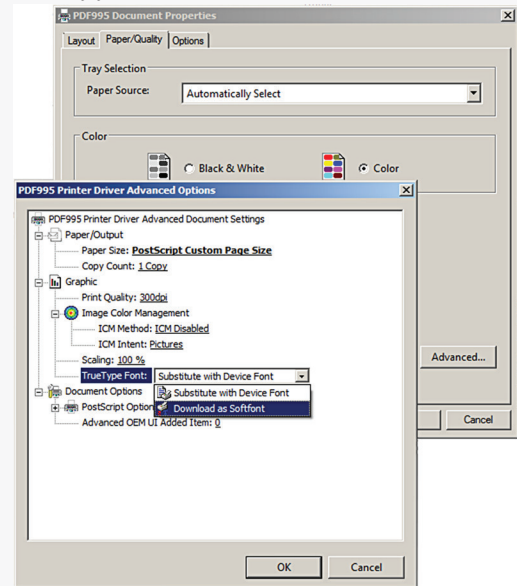 PDF995 Document Properties
Layout
Paper/Quality
Options
Tray Selection
Paper Source:
Automatically Select
Color
Black & White
Color
Advanced...
Cancel
PDF995 Printer Driver Advanced Options
PDF995 Printer Driver Advanced Document Settings
Paper/Output
Paper Size: PostScript Custom Page Size
Copy Count: 1 Copy
Graphic
Print Quality: 300dpi
Image Color Management
ICM Method: ICM Disabled
ICM Intent: Pictures
Scaling: 100 %
TrueType Font: Substitute with Device Font
Substitute with Device Font
Download as Softfont
Document Options
PostScript Option
Advanced OEM UI Added Item: 0
OK
Cancel